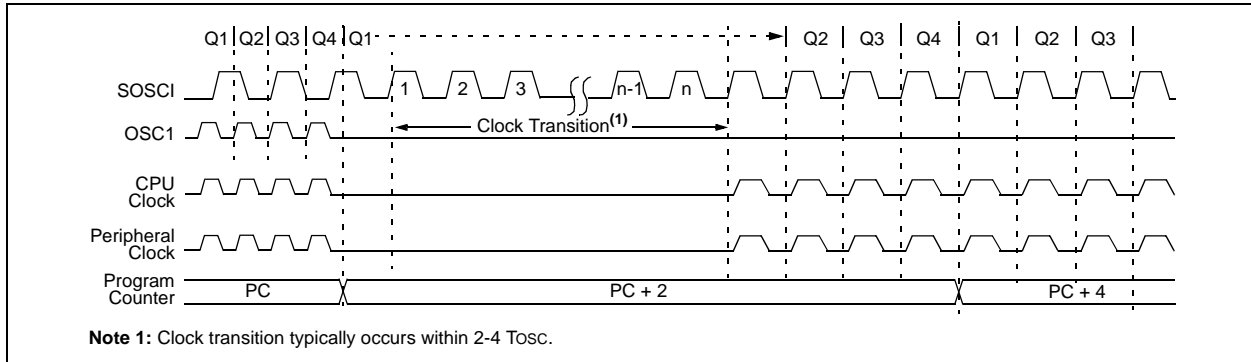 Q1 Q2 Q3 Q4 Q1 Q2 Q3 Q4 Q1 Q2 Q3
SOSCI 1 2 3 n-1 n
OSC1 Clock Transition(1)
CPU
Clock
Peripheral
Clock
Program
Counter PC PC + 2 PC + 4
Note 1: Clock transition typically occurs within 2-4 TOSC.